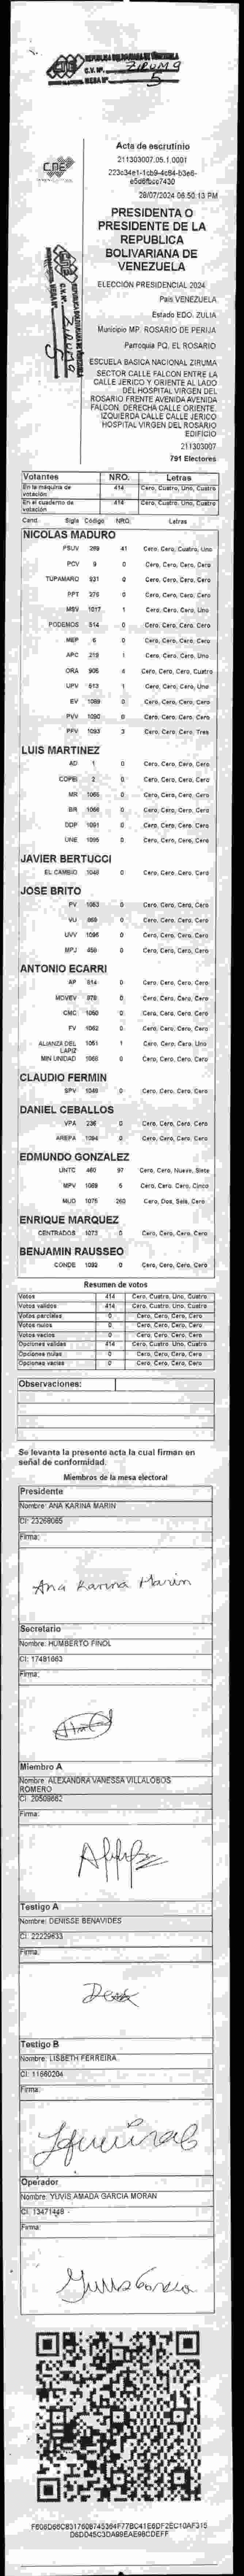 REPUBLICA BOLIVARIANA DE VENEZUELA
C.V. Nº. ZIRUMA
MESA Nº. 5
CNE
Acta de escrutinio
211303007.05.1.0001
28/07/2024 06:50:13 PM
PRESIDENTA O
PRESIDENTE DE LA
REPUBLICA
BOLIVARIANA DE
VENEZUELA
ELECCIÓN PRESIDENCIAL 2024
País VENEZUELA
Estado EDO. ZULIA
Municipio MP. ROSARIO DE PERIJA
Parroquia PQ. EL ROSARIO
ESCUELA BASICA NACIONAL ZIRUMA
SECTOR CALLE FALCON ENTRE LA
CALLE JERICO Y ORIENTE AL LADO
DEL HOSPITAL VIRGEN DEL
ROSARIO FRENTE AVENIDA AVENIDA
FALCON. DERECHA CALLE ORIENTE.
IZQUIERDA CALLE CALLE JERICO
HOSPITAL VIRGEN DEL ROSARIO
EDIFICIO
211303007
791 Electores
Votantes NRO. Letras
En la máquina de votación 414 Cero, Cuatro, Uno, Cuatro
En el cuaderno de votación 414 Cero, Cuatro, Uno, Cuatro
Cand. Sigla Código NRO. Letras
NICOLAS MADURO
PSUV 289 41 Cero, Cero, Cuatro, Uno
PCV 9 0 Cero, Cero, Cero, Cero
TUPAMARO 931 0 Cero, Cero, Cero, Cero
PPT 376 0 Cero, Cero, Cero, Cero
MSV 1017 1 Cero, Cero, Cero, Uno
PODEMOS 514 0 Cero, Cero, Cero, Cero
MEP 6 0 Cero, Cero, Cero, Cero
APC 219 1 Cero, Cero, Cero, Uno
ORA 905 4 Cero, Cero, Cero, Cuatro
UPV 613 1 Cero, Cero, Cero, Uno
EV 1089 0 Cero, Cero, Cero, Cero
PVV 1090 0 Cero, Cero, Cero, Cero
PFV 1093 3 Cero, Cero, Cero, Tres
LUIS MARTINEZ
AD 1 0 Cero, Cero, Cero, Cero
COPEI 2 0 Cero, Cero, Cero, Cero
MR 1065 0 Cero, Cero, Cero, Cero
BR 1066 0 Cero, Cero, Cero, Cero
DDP 1091 0 Cero, Cero, Cero, Cero
UNE 1095 0 Cero, Cero, Cero, Cero
JAVIER BERTUCCI
EL CAMBIO 1048 0 Cero, Cero, Cero, Cero
JOSE BRITO
PV 1063 0 Cero, Cero, Cero, Cero
VU 869 0 Cero, Cero, Cero, Cero
UVV 1096 0 Cero, Cero, Cero, Cero
MPJ 450 0 Cero, Cero, Cero, Cero
ANTONIO ECARRI
AP 814 0 Cero, Cero, Cero, Cero
MOVEV 978 0 Cero, Cero, Cero, Cero
CMC 1050 0 Cero, Cero, Cero, Cero
FV 1062 0 Cero, Cero, Cero, Cero
ALIANZA DEL LAPIZ 1051 1 Cero, Cero, Cero, Uno
MIN UNIDAD 1068 0 Cero, Cero, Cero, Cero
CLAUDIO FERMIN
SPV 1049 0 Cero, Cero, Cero, Cero
DANIEL CEBALLOS
VPA 236 0 Cero, Cero, Cero, Cero
AREPA 1094 0 Cero, Cero, Cero, Cero
EDMUNDO GONZALEZ
UNTC 460 97 Cero, Cero, Nueve, Siete
MPV 1069 5 Cero, Cero, Cero, Cinco
MUD 1075 260 Cero, Dos, Seis, Cero
ENRIQUE MARQUEZ
CENTRADOS 1073 0 Cero, Cero, Cero, Cero
BENJAMIN RAUSSEO
CONDE 1092 0 Cero, Cero, Cero, Cero
Resumen de votos
Votos 414 Cero, Cuatro, Uno, Cuatro
Votos validos 414 Cero, Cuatro, Uno, Cuatro
Votos parciales 0 Cero, Cero, Cero, Cero
Votos nulos 0 Cero, Cero, Cero, Cero
Votos vacios 0 Cero, Cero, Cero, Cero
Opciones validas 414 Cero, Cuatro, Uno, Cuatro
Opciones nulas 0 Cero, Cero, Cero, Cero
Opciones vacias 0 Cero, Cero, Cero, Cero
Observaciones:
Se levanta la presente acta la cual firman en
señal de conformidad.
Miembros de la mesa electoral
Presidente
Nombre: ANA KARINA MARIN
CI: 23268065
Firma:
Ana Karina Marin
Secretario
Nombre: HUMBERTO FINOL
CI: 17481663
Firma:
Miembro A
Nombre: ALEXANDRA VANESSA VILLALOBOS
ROMERO
CI: 20509862
Firma:
Testigo A
Nombre: DENISSE BENAVIDES
CI: 22229633
Firma:
Testigo B
Nombre: LISBETH FERREIRA
CI: 11660204
Firma:
Operador
Nombre: YUVIS AMADA GARCIA MORAN
CI: 13471448
Firma:
Yuvis Garcia